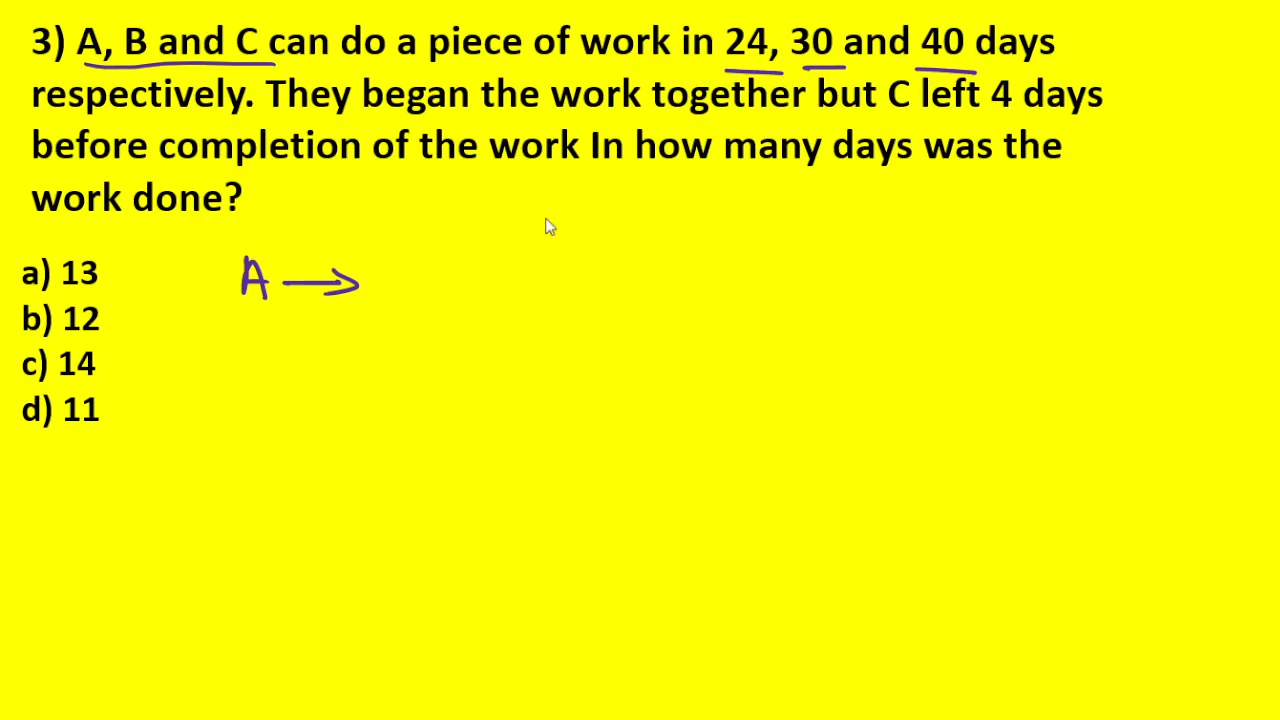 3) A, B and C can do a piece of work in 24, 30 and 40 days
respectively. They began the work together but C left 4 days
before completion of the work In how many days was the
work done?
a) 13
b) 12
c) 14
d) 11
A →